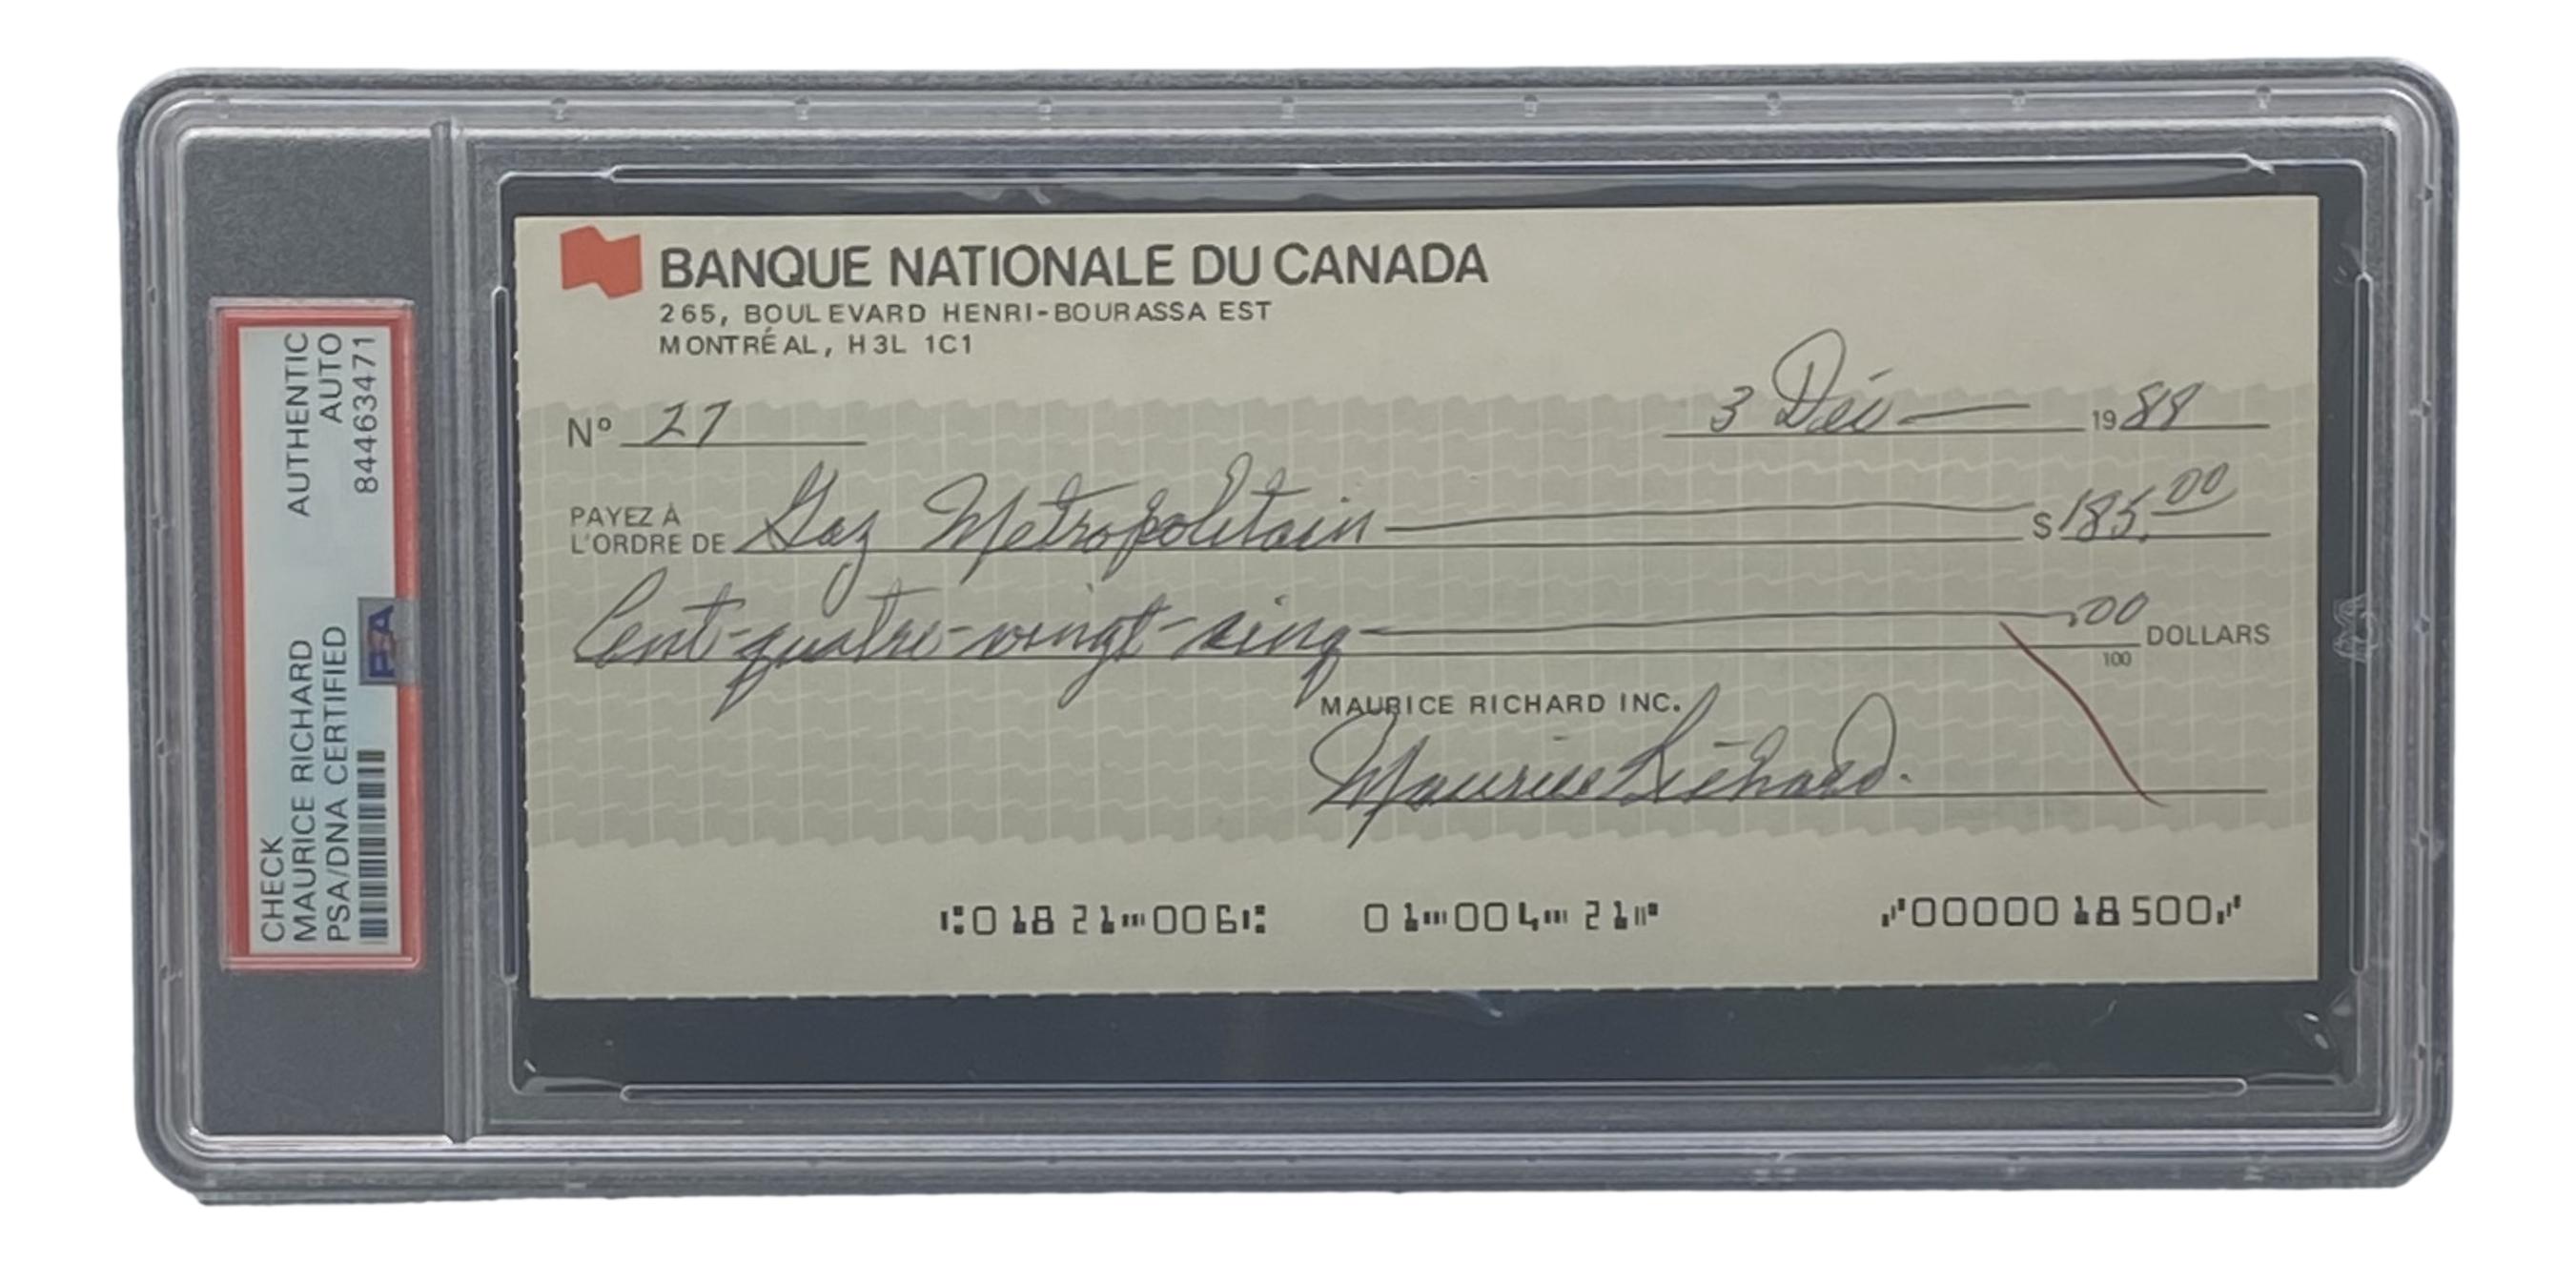 CHECK AUTHENTIC
MAURICE RICHARD AUTO
PSA/DNA CERTIFIED 84463471
PSA
BANQUE NATIONALE DU CANADA
265, BOULEVARD HENRI-BOURASSA EST
MONTRÉAL, H3L 1C1
Nº 27 3 Déc 1988
PAYEZ À
L'ORDRE DE Gaz Metropolitain $ 185.00
Cent-quatre-vingt-cinq 00/100 DOLLARS
MAURICE RICHARD INC.
Maurice Richard.
⑆01821⑉006⑆ 01⑉004⑉21⑈ ⑇0000018500⑇